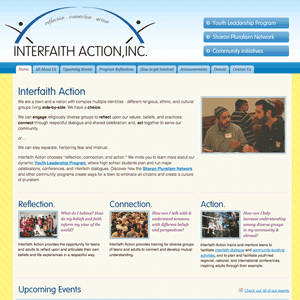 reflection connection action
INTERFAITH ACTION, INC.
Youth Leadership Program
Sharon Pluralism Network
Community Initiatives
Home
All About Us
Upcoming Events
Program Reflections
How to get Involved
Announcements
Donate
Contact Us
Interfaith Action
We are a town and a nation with complex multiple identities - different religious, ethnic, and cultural
groups living side-by-side. We have a choice.
We can engage religiously diverse groups to reflect upon our values, beliefs, and practices;
connect through respectful dialogue and shared celebration; and, act together to serve our
community.
or...
We can stay separate, harboring fear and mistrust.
Interfaith Action chooses "reflection, connection, and action." We invite you to learn more about our
dynamic Youth Leadership Program, where high school students plan and run major
celebrations, conferences, and interfaith dialogues. Discover how the Sharon Pluralism Network
and other community programs create ways for a town to embrace all citizens and create a culture
of pluralism.
Reflection.
What do I believe? How
do my beliefs and faith
inform my view of the
world?
Interfaith Action provides the opportunity for teens
and adults to reflect upon and articulate their own
beliefs and life experiences in a respectful way.
Connection.
How can I talk with &
understand someone
with different beliefs
and perspectives?
Interfaith Action provides training for diverse groups
of teens and adults to connect and develop mutual
understanding.
Action.
How can I help increase
understanding among
diverse groups in my
community & abroad?
Interfaith Action trains and mentors teens to
facilitate interfaith dialogue and community-building
activities, and to plan and facilitate youth-led
regional, national, and international conferences,
inspiring adults through their example.
Upcoming Events
Check out all of our events